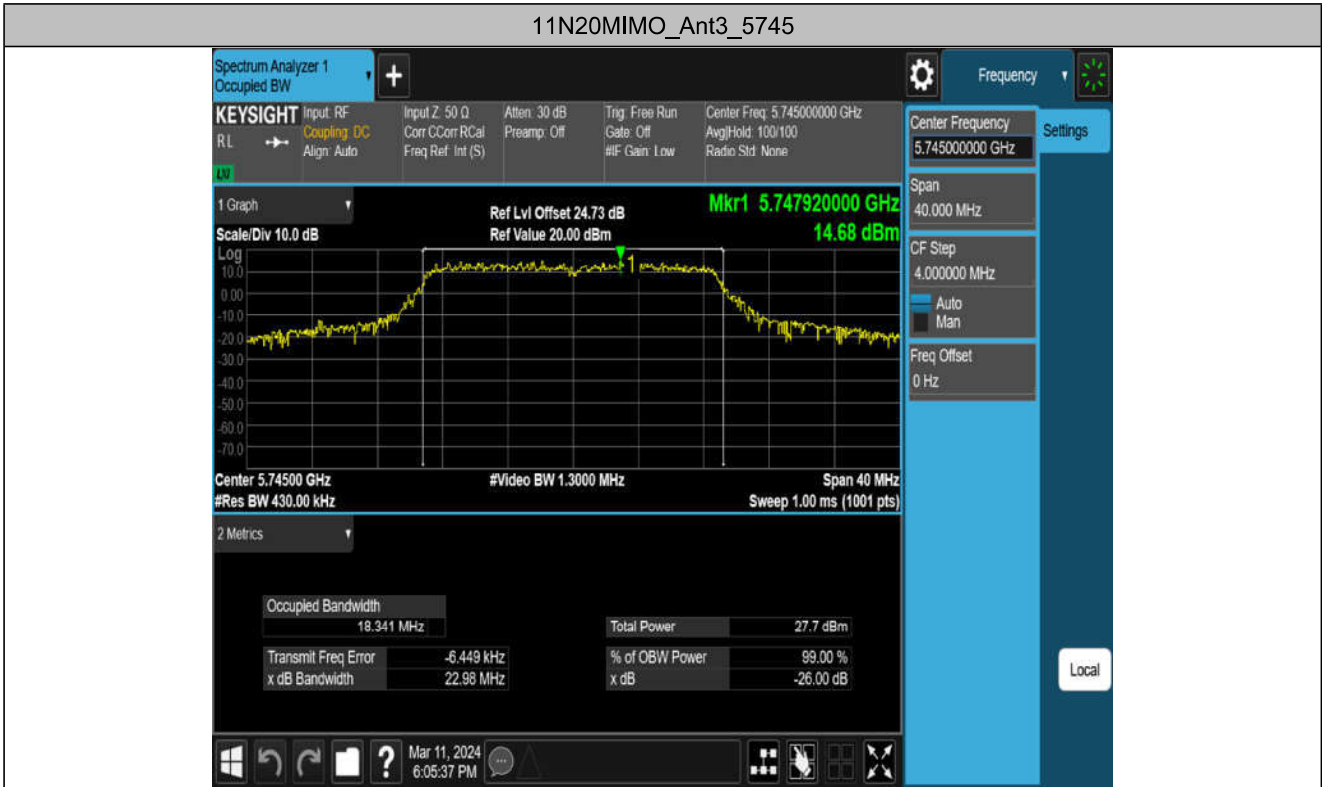 11N20MIMO_Ant3_5745
Spectrum Analyzer 1
Occupied BW
+
Frequency
KEYSIGHT
RL
LXI
Input: RF
Coupling: DC
Align: Auto
Input Z: 50 Ω
Corr CCorr RCal
Freq Ref: Int (S)
Atten: 30 dB
Preamp: Off
Trig: Free Run
Gate: Off
#IF Gain: Low
Center Freq: 5.745000000 GHz
Avg|Hold: 100/100
Radio Std: None
Center Frequency
5.745000000 GHz
Settings
Span
40.000 MHz
CF Step
4.000000 MHz
Auto
Man
Freq Offset
0 Hz
Local
1 Graph
Scale/Div 10.0 dB
Ref Lvl Offset 24.73 dB
Ref Value 20.00 dBm
Mkr1 5.747920000 GHz
14.68 dBm
Log
10.0
0.00
-10.0
-20.0
-30.0
-40.0
-50.0
-60.0
-70.0
1
Center 5.74500 GHz
#Video BW 1.3000 MHz
Span 40 MHz
#Res BW 430.00 kHz
Sweep 1.00 ms (1001 pts)
2 Metrics
Occupied Bandwidth
18.341 MHz
Total Power 27.7 dBm
Transmit Freq Error -6.449 kHz
% of OBW Power 99.00 %
x dB Bandwidth 22.98 MHz
x dB -26.00 dB
?
Mar 11, 2024
6:05:37 PM